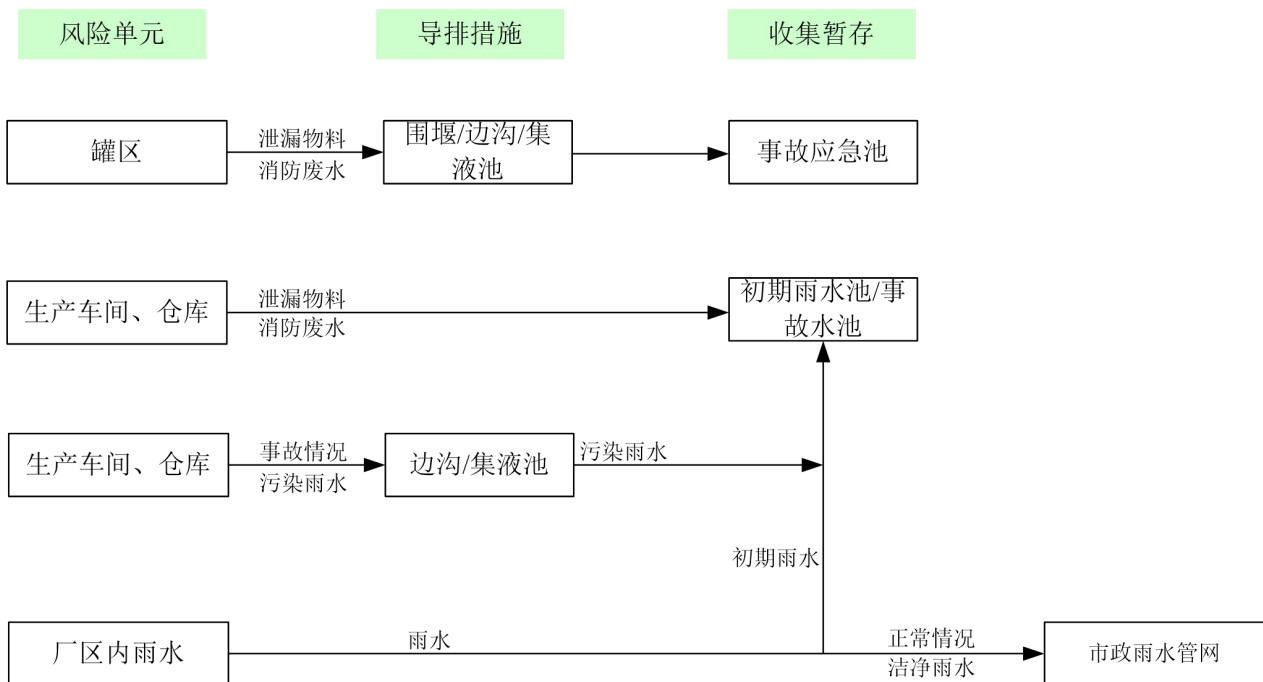 风险单元
导排措施
收集暂存
罐区
泄漏物料
消防废水
围堰/边沟/集
液池
事故应急池
生产车间、仓库
泄漏物料
消防废水
初期雨水池/事
故水池
生产车间、仓库
事故情况
污染雨水
边沟/集液池
污染雨水
初期雨水
厂区内雨水
雨水
正常情况
洁净雨水
市政雨水管网